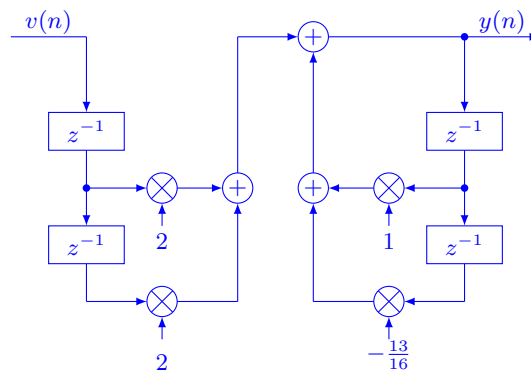 v(n) y(n)
+
z⁻¹ z⁻¹
+ +
2 1
z⁻¹ z⁻¹
2 −13/16